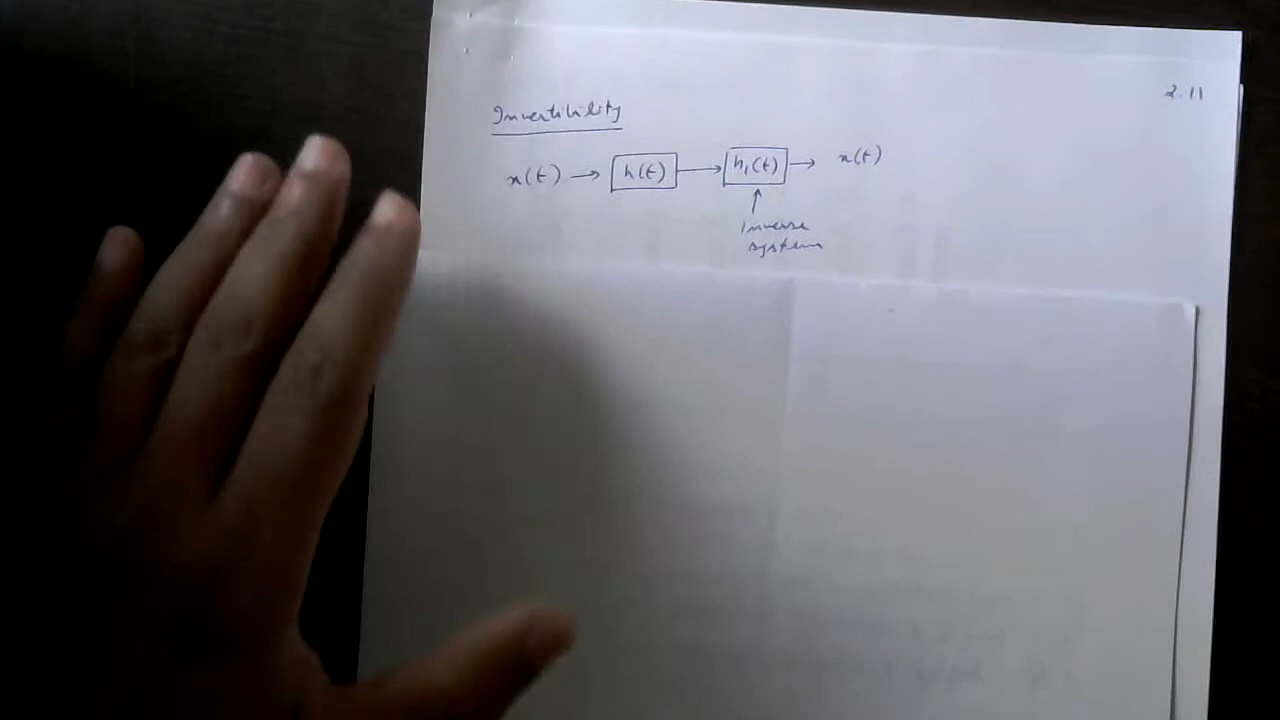 2.11
Invertibility
x(t) → h(t) → h₁(t) → x(t)
↑
inverse
system